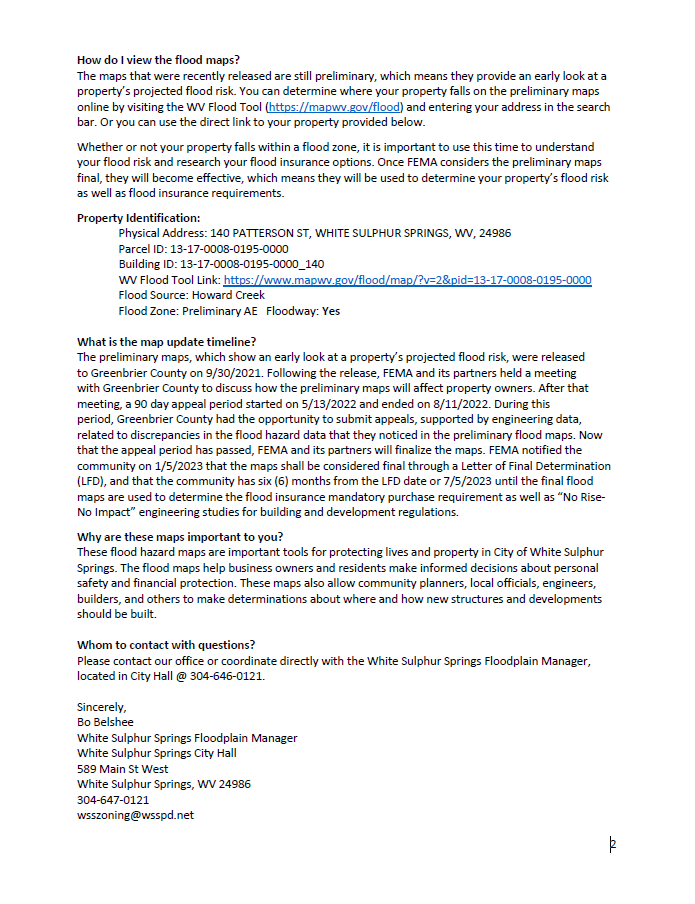 How do I view the flood maps?
The maps that were recently released are still preliminary, which means they provide an early look at a
property's projected flood risk. You can determine where your property falls on the preliminary maps
online by visiting the WV Flood Tool (https://mapwv.gov/flood) and entering your address in the search
bar. Or you can use the direct link to your property provided below.
Whether or not your property falls within a flood zone, it is important to use this time to understand
your flood risk and research your flood insurance options. Once FEMA considers the preliminary maps
final, they will become effective, which means they will be used to determine your property's flood risk
as well as flood insurance requirements.
Property Identification:
Physical Address: 140 PATTERSON ST, WHITE SULPHUR SPRINGS, WV, 24986
Parcel ID: 13-17-0008-0195-0000
Building ID: 13-17-0008-0195-0000_140
WV Flood Tool Link: https://www.mapwv.gov/flood/map/?v=2&pid=13-17-0008-0195-0000
Flood Source: Howard Creek
Flood Zone: Preliminary AE Floodway: Yes
What is the map update timeline?
The preliminary maps, which show an early look at a property's projected flood risk, were released
to Greenbrier County on 9/30/2021. Following the release, FEMA and its partners held a meeting
with Greenbrier County to discuss how the preliminary maps will affect property owners. After that
meeting, a 90 day appeal period started on 5/13/2022 and ended on 8/11/2022. During this
period, Greenbrier County had the opportunity to submit appeals, supported by engineering data,
related to discrepancies in the flood hazard data that they noticed in the preliminary flood maps. Now
that the appeal period has passed, FEMA and its partners will finalize the maps. FEMA notified the
community on 1/5/2023 that the maps shall be considered final through a Letter of Final Determination
(LFD), and that the community has six (6) months from the LFD date or 7/5/2023 until the final flood
maps are used to determine the flood insurance mandatory purchase requirement as well as "No Rise-
No Impact" engineering studies for building and development regulations.
Why are these maps important to you?
These flood hazard maps are important tools for protecting lives and property in City of White Sulphur
Springs. The flood maps help business owners and residents make informed decisions about personal
safety and financial protection. These maps also allow community planners, local officials, engineers,
builders, and others to make determinations about where and how new structures and developments
should be built.
Whom to contact with questions?
Please contact our office or coordinate directly with the White Sulphur Springs Floodplain Manager,
located in City Hall @ 304-646-0121.
Sincerely,
Bo Belshee
White Sulphur Springs Floodplain Manager
White Sulphur Springs City Hall
589 Main St West
White Sulphur Springs, WV 24986
304-647-0121
wsszoning@wsspd.net
2